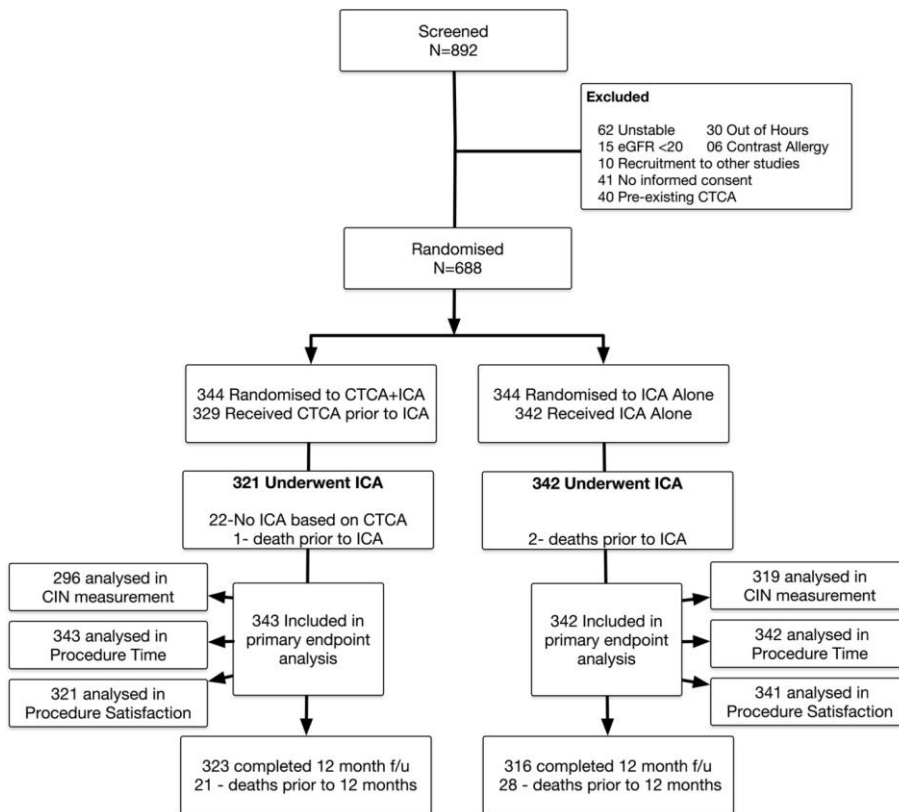 Screened
N=892
Excluded
62 Unstable 30 Out of Hours
15 eGFR <20 06 Contrast Allergy
10 Recruitment to other studies
41 No informed consent
40 Pre-existing CTCA
Randomised
N=688
344 Randomised to CTCA+ICA
329 Received CTCA prior to ICA
344 Randomised to ICA Alone
342 Received ICA Alone
321 Underwent ICA
22-No ICA based on CTCA
1- death prior to ICA
342 Underwent ICA
2- deaths prior to ICA
296 analysed in
CIN measurement
343 analysed in
Procedure Time
321 analysed in
Procedure Satisfaction
343 Included in
primary endpoint
analysis
342 Included in
primary endpoint
analysis
319 analysed in
CIN measurement
342 analysed in
Procedure Time
341 analysed in
Procedure Satisfaction
323 completed 12 month f/u
21 - deaths prior to 12 months
316 completed 12 month f/u
28 - deaths prior to 12 months